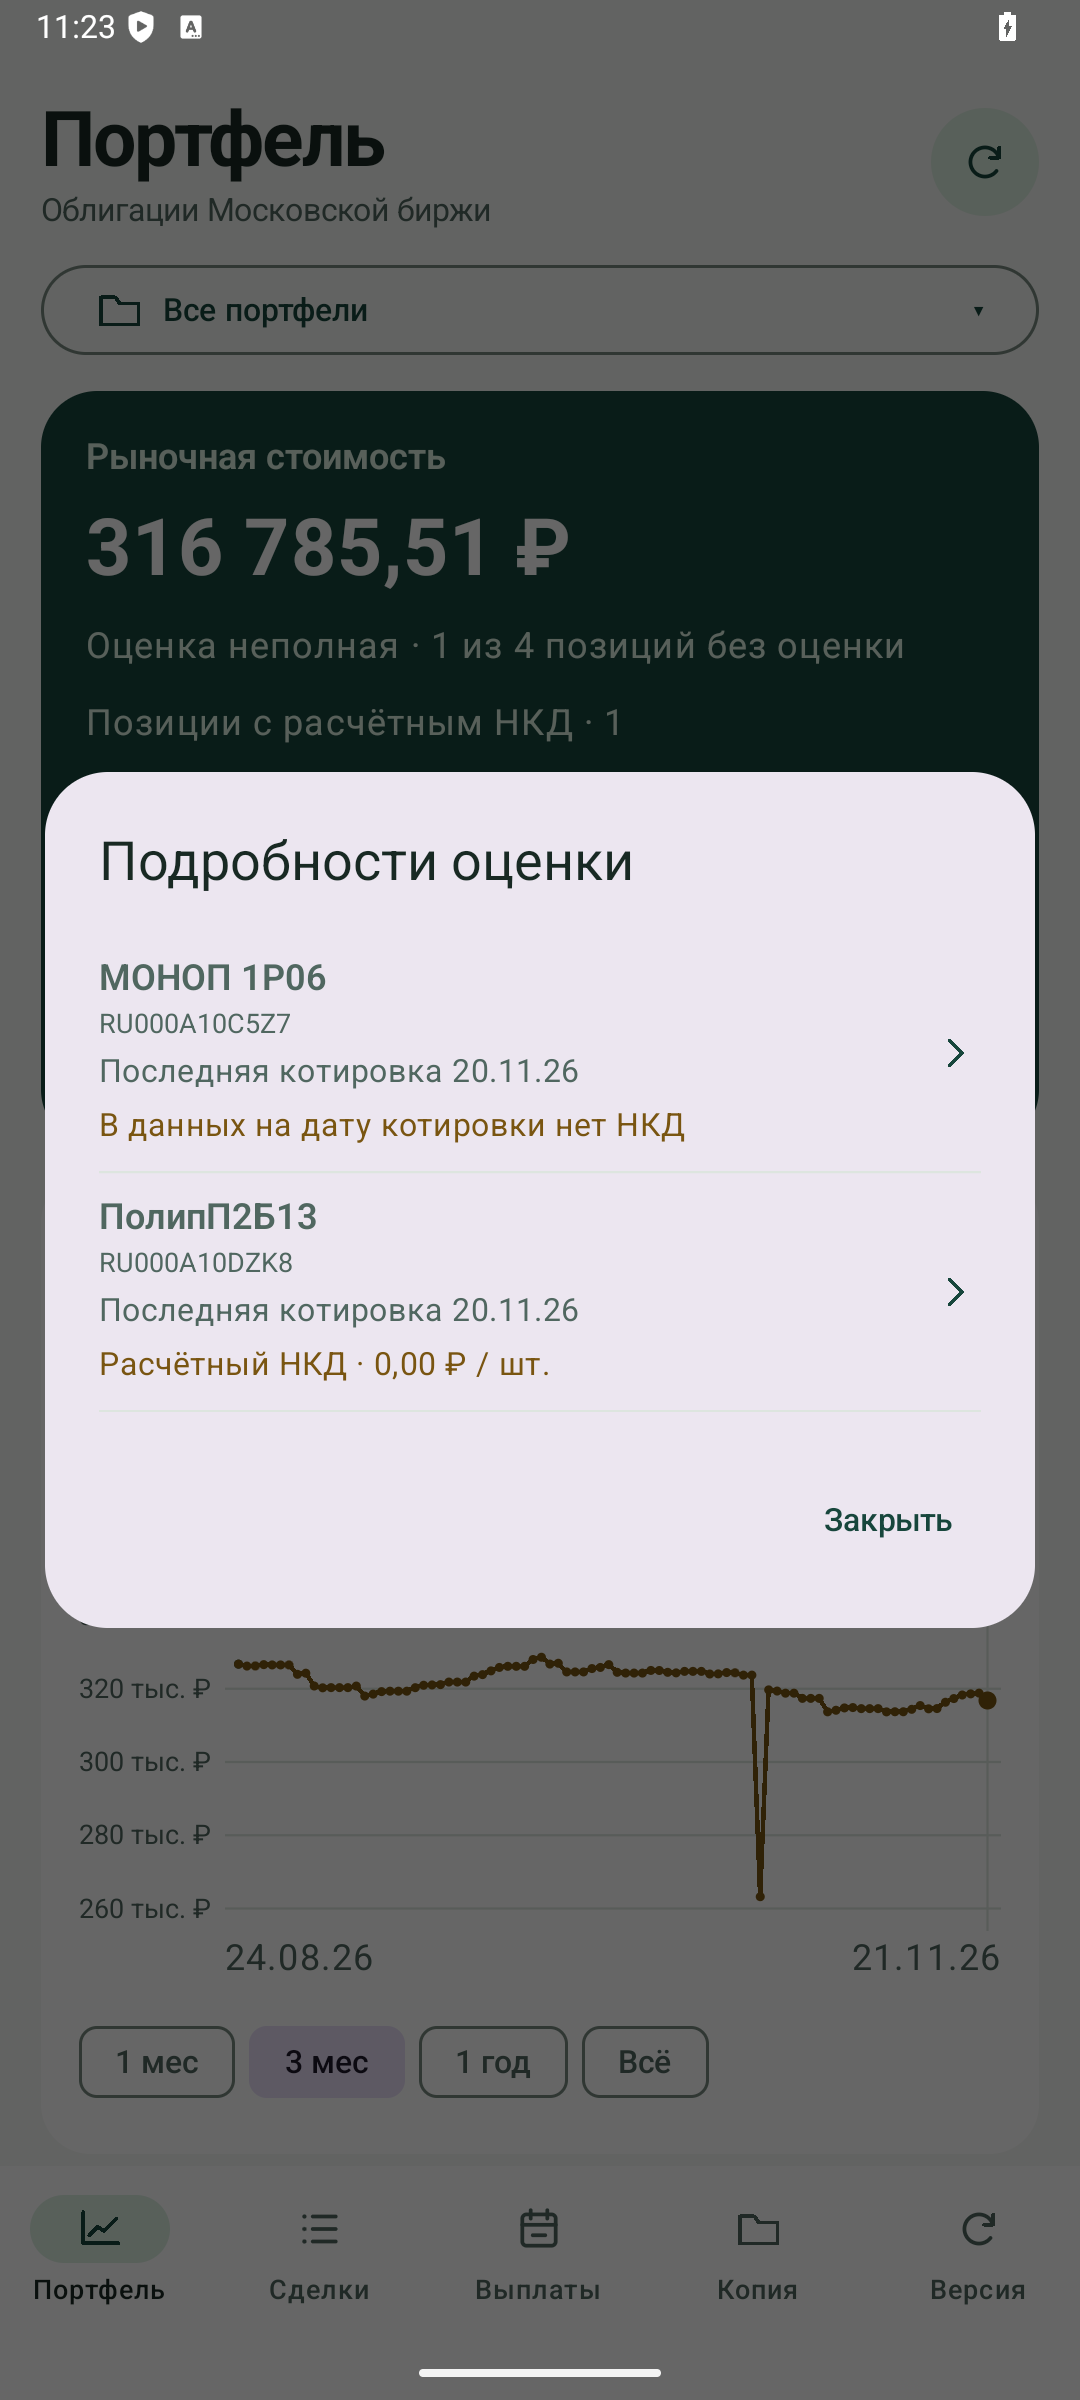 11:23
Портфель
Облигации Московской биржи
Все портфели
Рыночная стоимость
316 785,51 ₽
Оценка неполная · 1 из 4 позиций без оценки
Позиции с расчётным НКД · 1
Подробности оценки
МОНОП 1P06
RU000A10C5Z7
Последняя котировка 20.11.26
В данных на дату котировки нет НКД
ПолипП2Б13
RU000A10DZK8
Последняя котировка 20.11.26
Расчётный НКД · 0,00 ₽ / шт.
Закрыть
320 тыс. ₽
300 тыс. ₽
280 тыс. ₽
260 тыс. ₽
24.08.26 21.11.26
1 мес 3 мес 1 год Всё
Портфель Сделки Выплаты Копия Версия